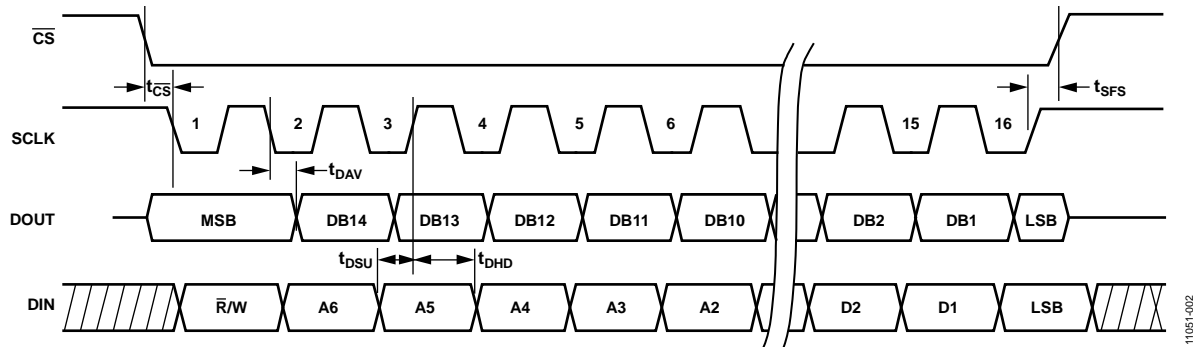 CS
tCS
tSFS
SCLK
1 2 3 4 5 6 15 16
tDAV
DOUT
MSB DB14 DB13 DB12 DB11 DB10 DB2 DB1 LSB
tDSU tDHD
DIN
R/W A6 A5 A4 A3 A2 D2 D1 LSB
11051-002